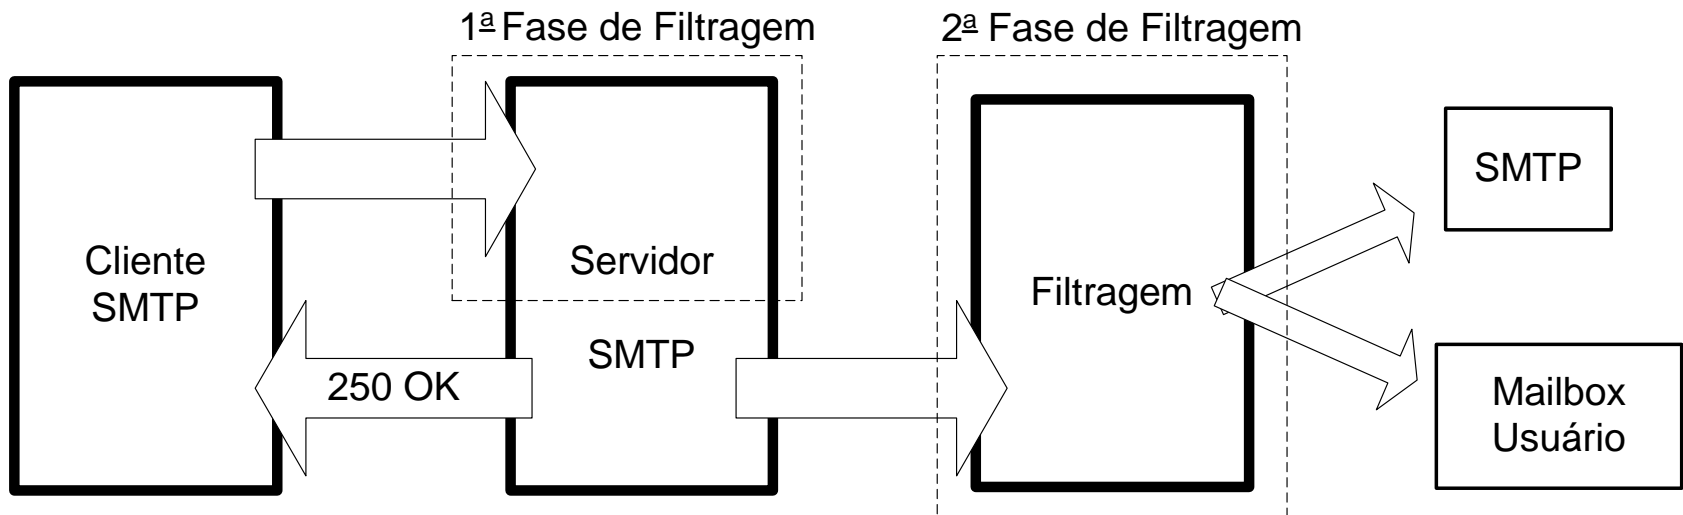 1ª Fase de Filtragem
2ª Fase de Filtragem
Cliente
SMTP
Servidor
SMTP
250 OK
Filtragem
SMTP
Mailbox
Usuário